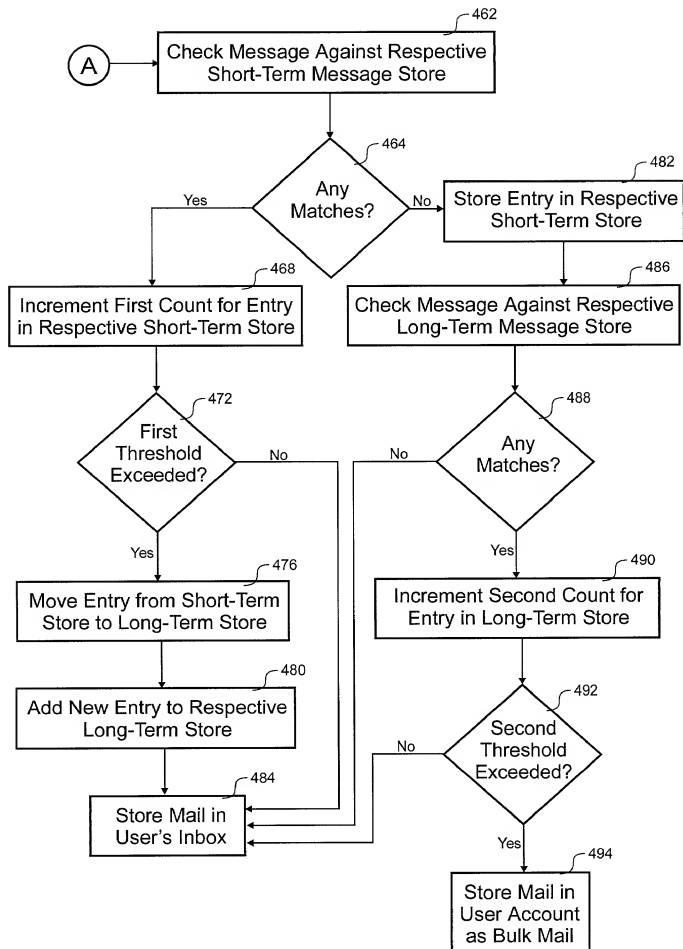 462
A
Check Message Against Respective
Short-Term Message Store
464
Any
Matches?
Yes
No
482
Store Entry in Respective
Short-Term Store
468
Increment First Count for Entry
in Respective Short-Term Store
486
Check Message Against Respective
Long-Term Message Store
472
First
Threshold
Exceeded?
No
Yes
488
Any
Matches?
No
Yes
476
Move Entry from Short-Term
Store to Long-Term Store
490
Increment Second Count for
Entry in Long-Term Store
480
Add New Entry to Respective
Long-Term Store
492
Second
Threshold
Exceeded?
No
Yes
484
Store Mail in
User's Inbox
494
Store Mail in
User Account
as Bulk Mail